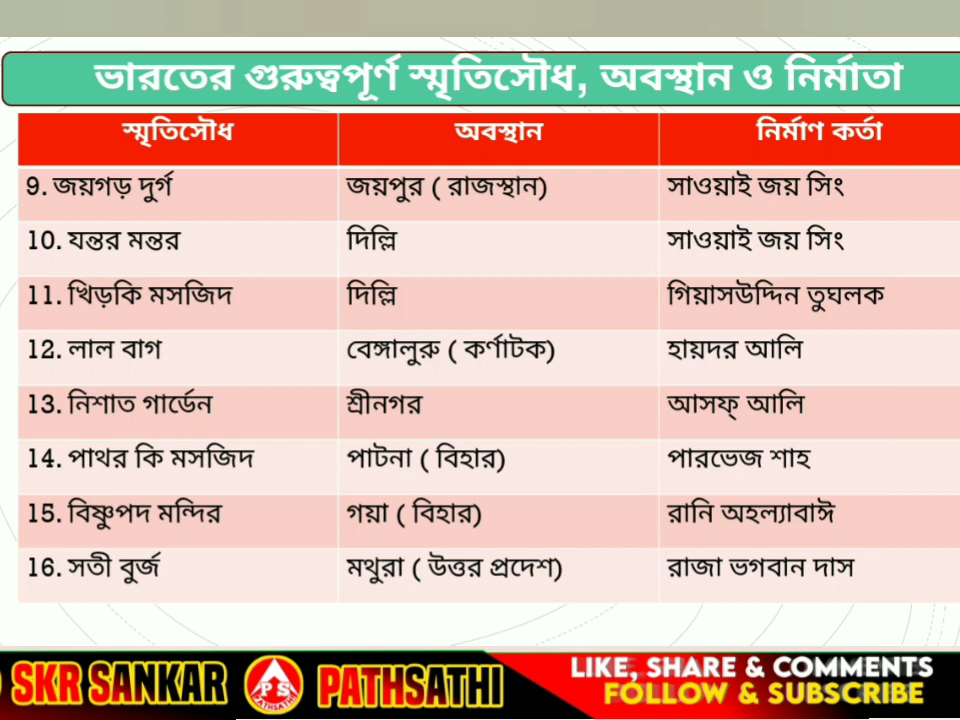 ভারতের গুরুত্বপূর্ণ স্মৃতিসৌধ, অবস্থান ও নির্মাতা
স্মৃতিসৌধ অবস্থান নির্মাণ কর্তা
9. জয়গড় দুর্গ জয়পুর ( রাজস্থান) সাওয়াই জয় সিং
10. যন্তর মন্তর দিল্লি সাওয়াই জয় সিং
11. খিড়কি মসজিদ দিল্লি গিয়াসউদ্দিন তুঘলক
12. লাল বাগ বেঙ্গালুরু ( কর্ণাটক) হায়দর আলি
13. নিশাত গার্ডেন শ্রীনগর আসফ্ আলি
14. পাথর কি মসজিদ পাটনা ( বিহার) পারভেজ শাহ
15. বিষ্ণুপদ মন্দির গয়া ( বিহার) রানি অহল্যাবাঈ
16. সতী বুর্জ মথুরা ( উত্তর প্রদেশ) রাজা ভগবান দাস
SKR SANKAR PS PATHSATHI PATHSATHI
LIKE, SHARE & COMMENTS
FOLLOW & SUBSCRIBE